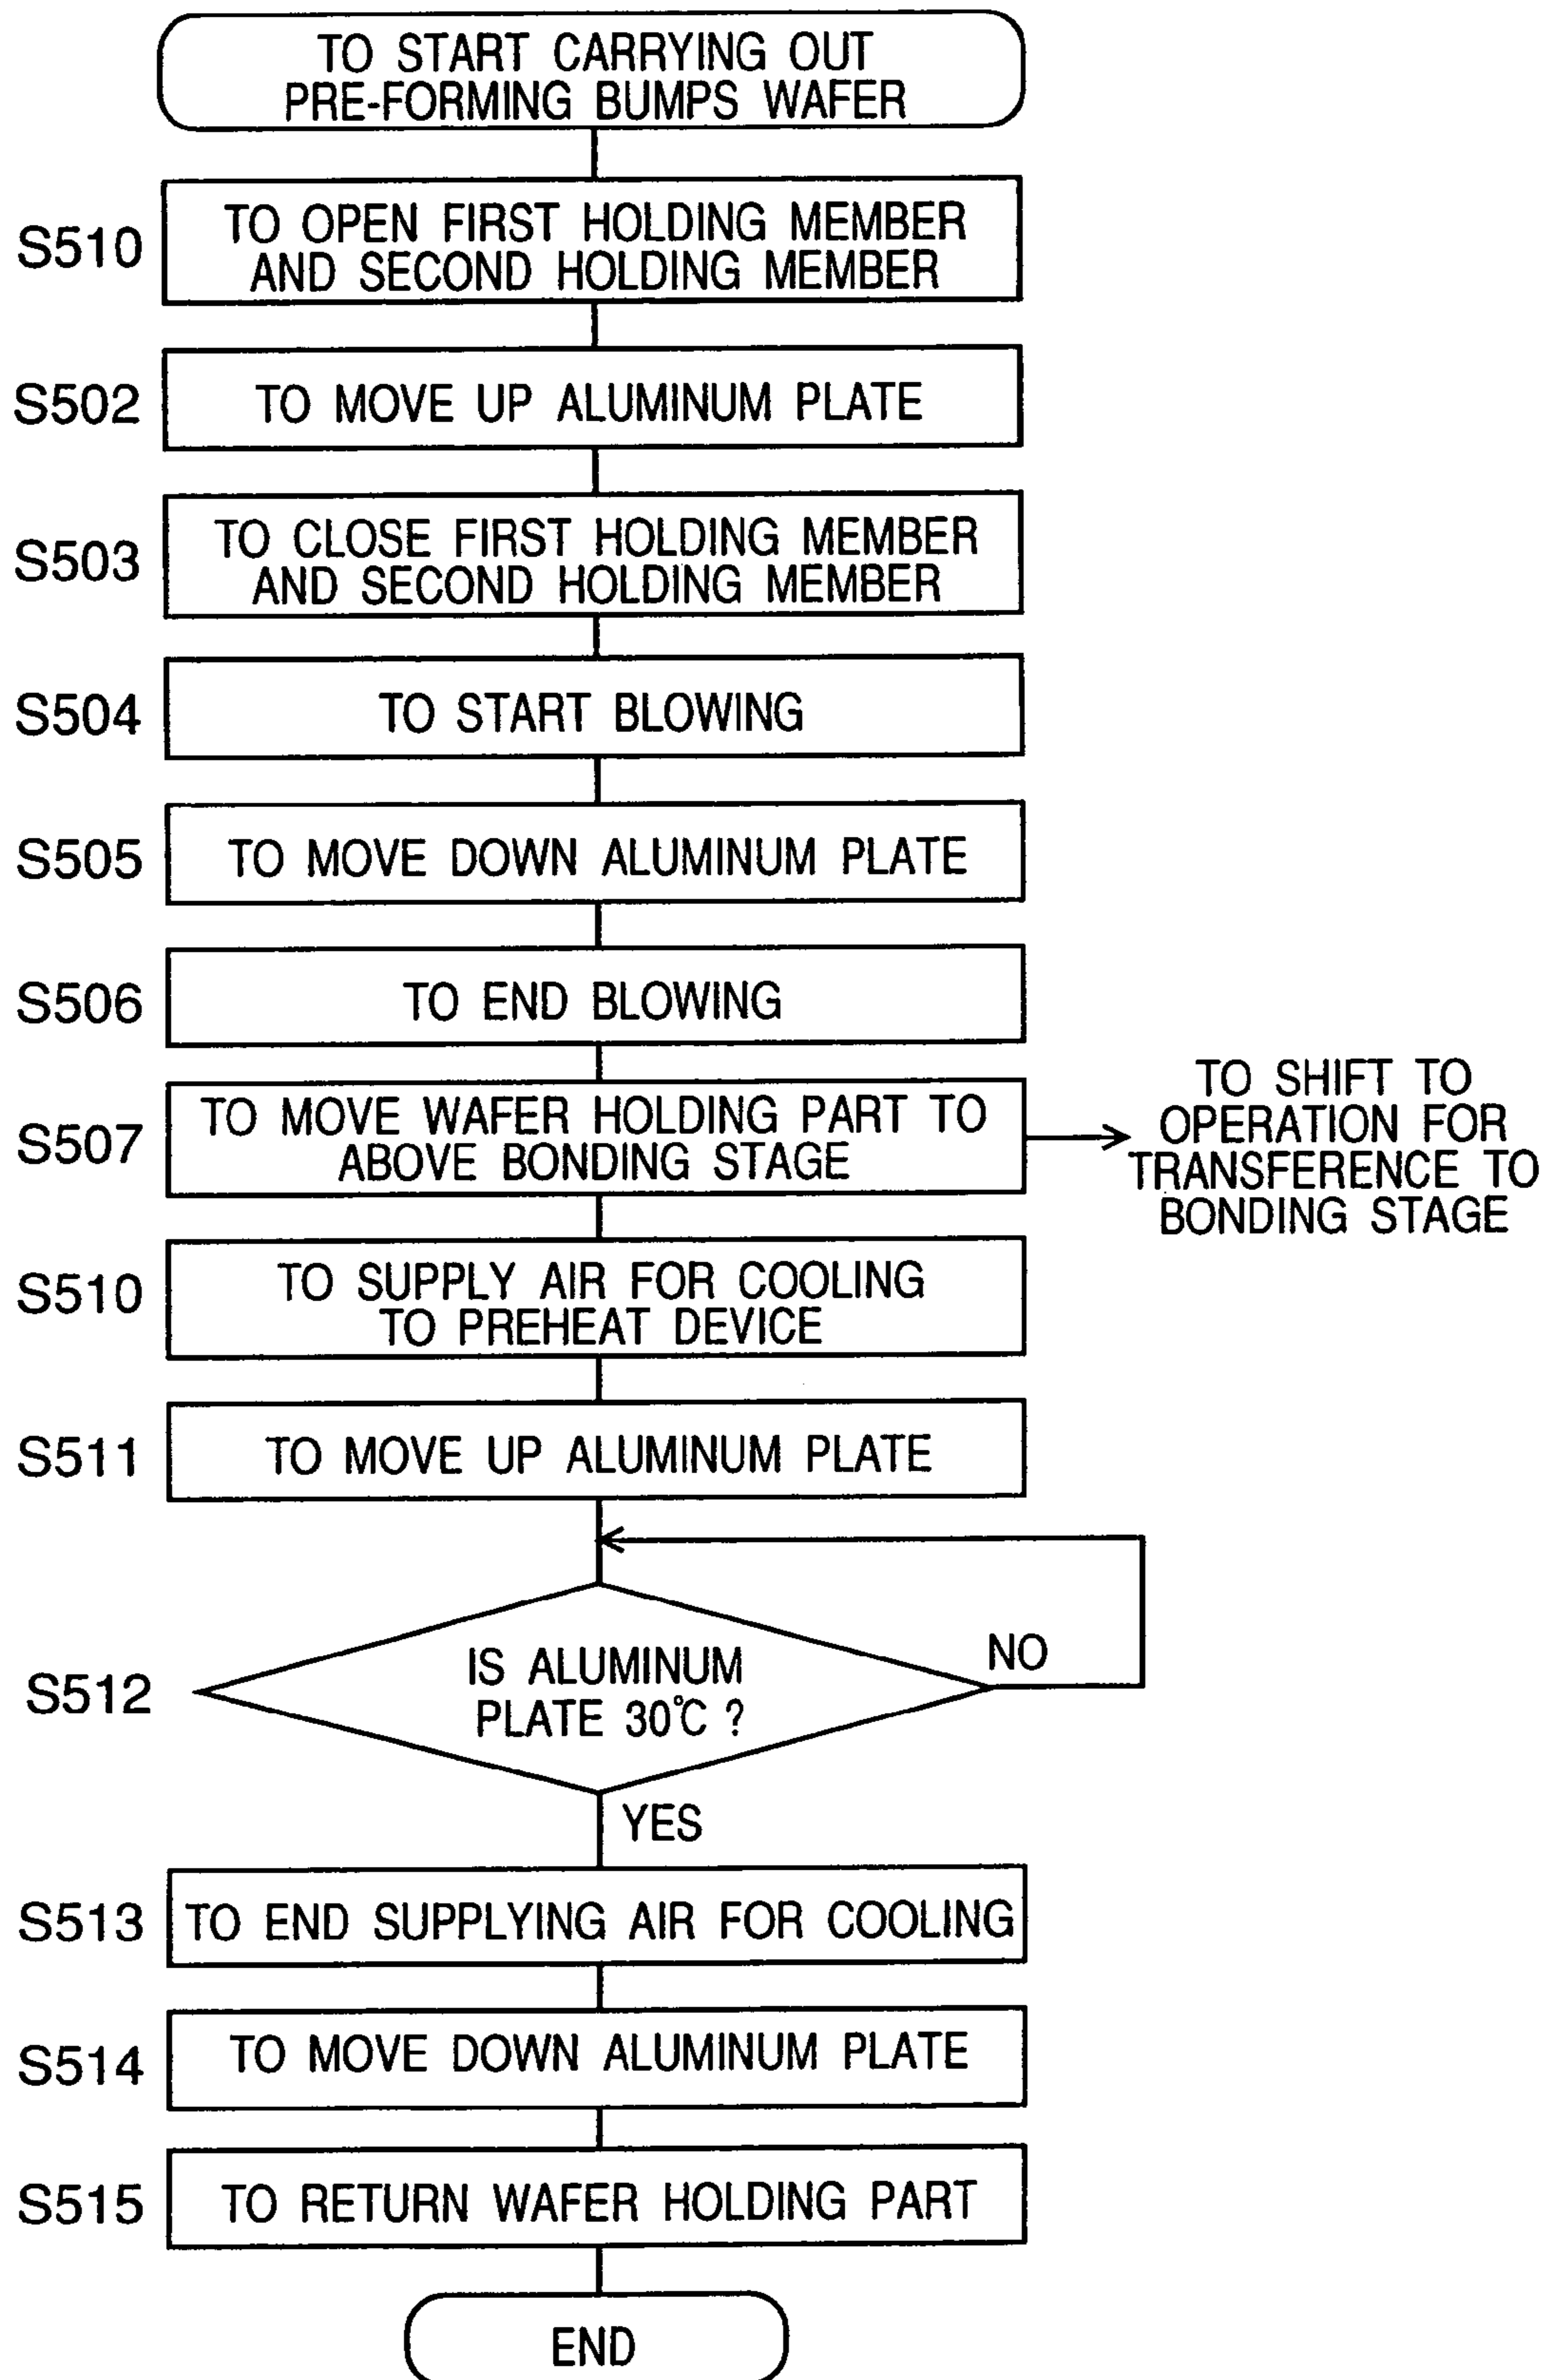 TO START CARRYING OUT
PRE-FORMING BUMPS WAFER
S510
TO OPEN FIRST HOLDING MEMBER
AND SECOND HOLDING MEMBER
S502
TO MOVE UP ALUMINUM PLATE
S503
TO CLOSE FIRST HOLDING MEMBER
AND SECOND HOLDING MEMBER
S504
TO START BLOWING
S505
TO MOVE DOWN ALUMINUM PLATE
S506
TO END BLOWING
S507
TO MOVE WAFER HOLDING PART TO
ABOVE BONDING STAGE
TO SHIFT TO
OPERATION FOR
TRANSFERENCE TO
BONDING STAGE
S510
TO SUPPLY AIR FOR COOLING
TO PREHEAT DEVICE
S511
TO MOVE UP ALUMINUM PLATE
S512
IS ALUMINUM
PLATE 30℃ ?
NO
YES
S513
TO END SUPPLYING AIR FOR COOLING
S514
TO MOVE DOWN ALUMINUM PLATE
S515
TO RETURN WAFER HOLDING PART
END